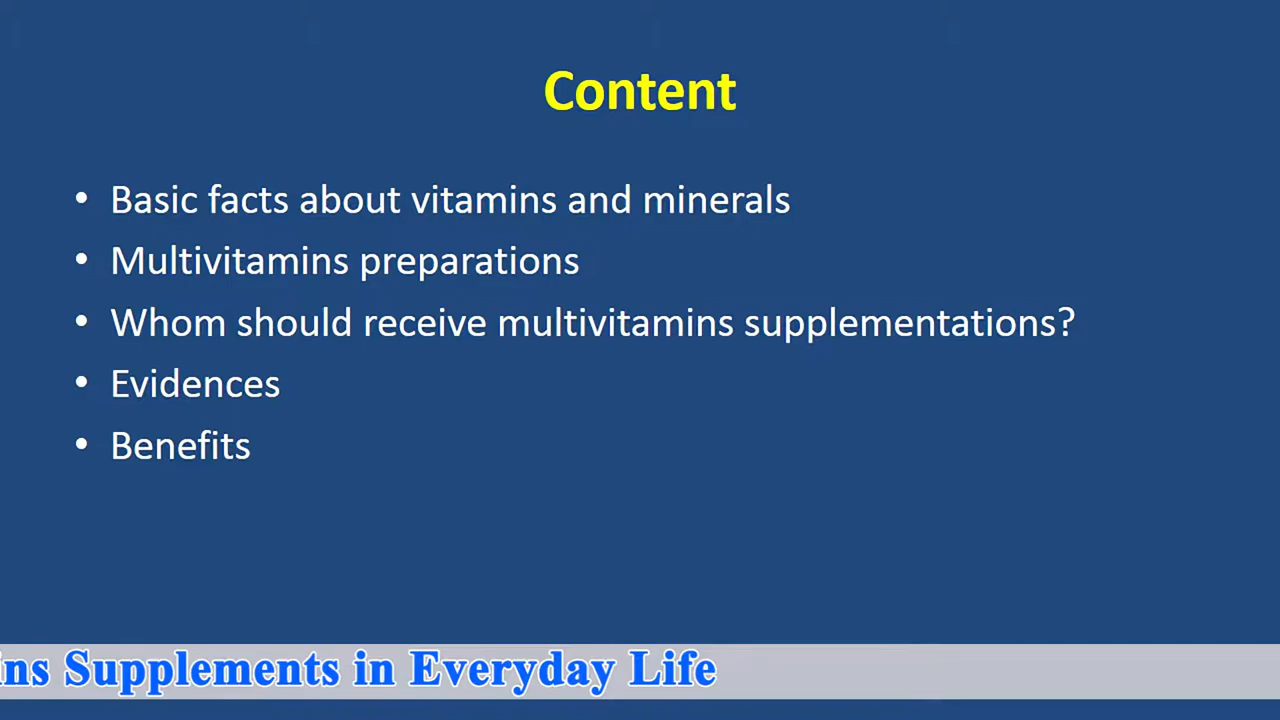 Content
• Basic facts about vitamins and minerals
• Multivitamins preparations
• Whom should receive multivitamins supplementations?
• Evidences
• Benefits
ins Supplements in Everyday Life